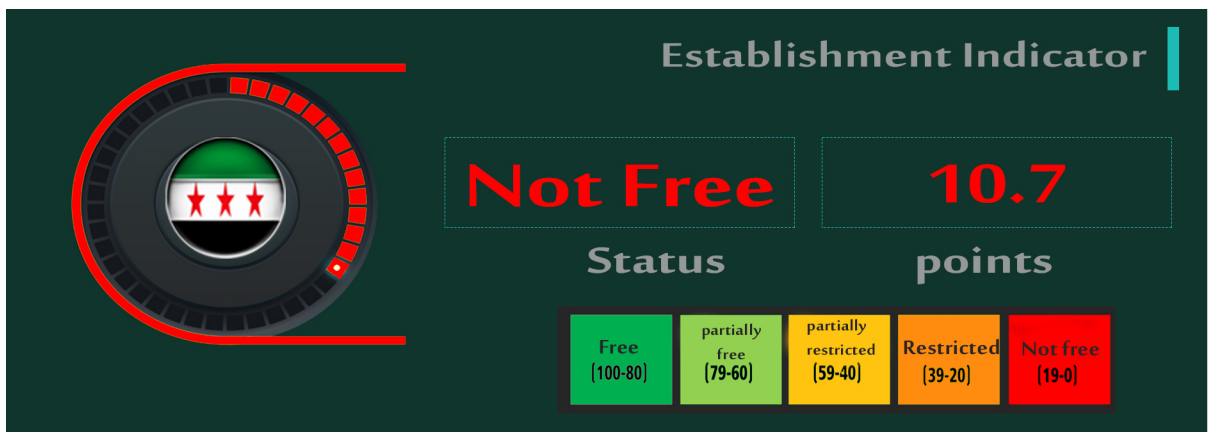 Establishment Indicator
Not Free
10.7
Status
points
Free
(100-80)
partially
free
(79-60)
partially
restricted
(59-40)
Restricted
(39-20)
Not free
(19-0)